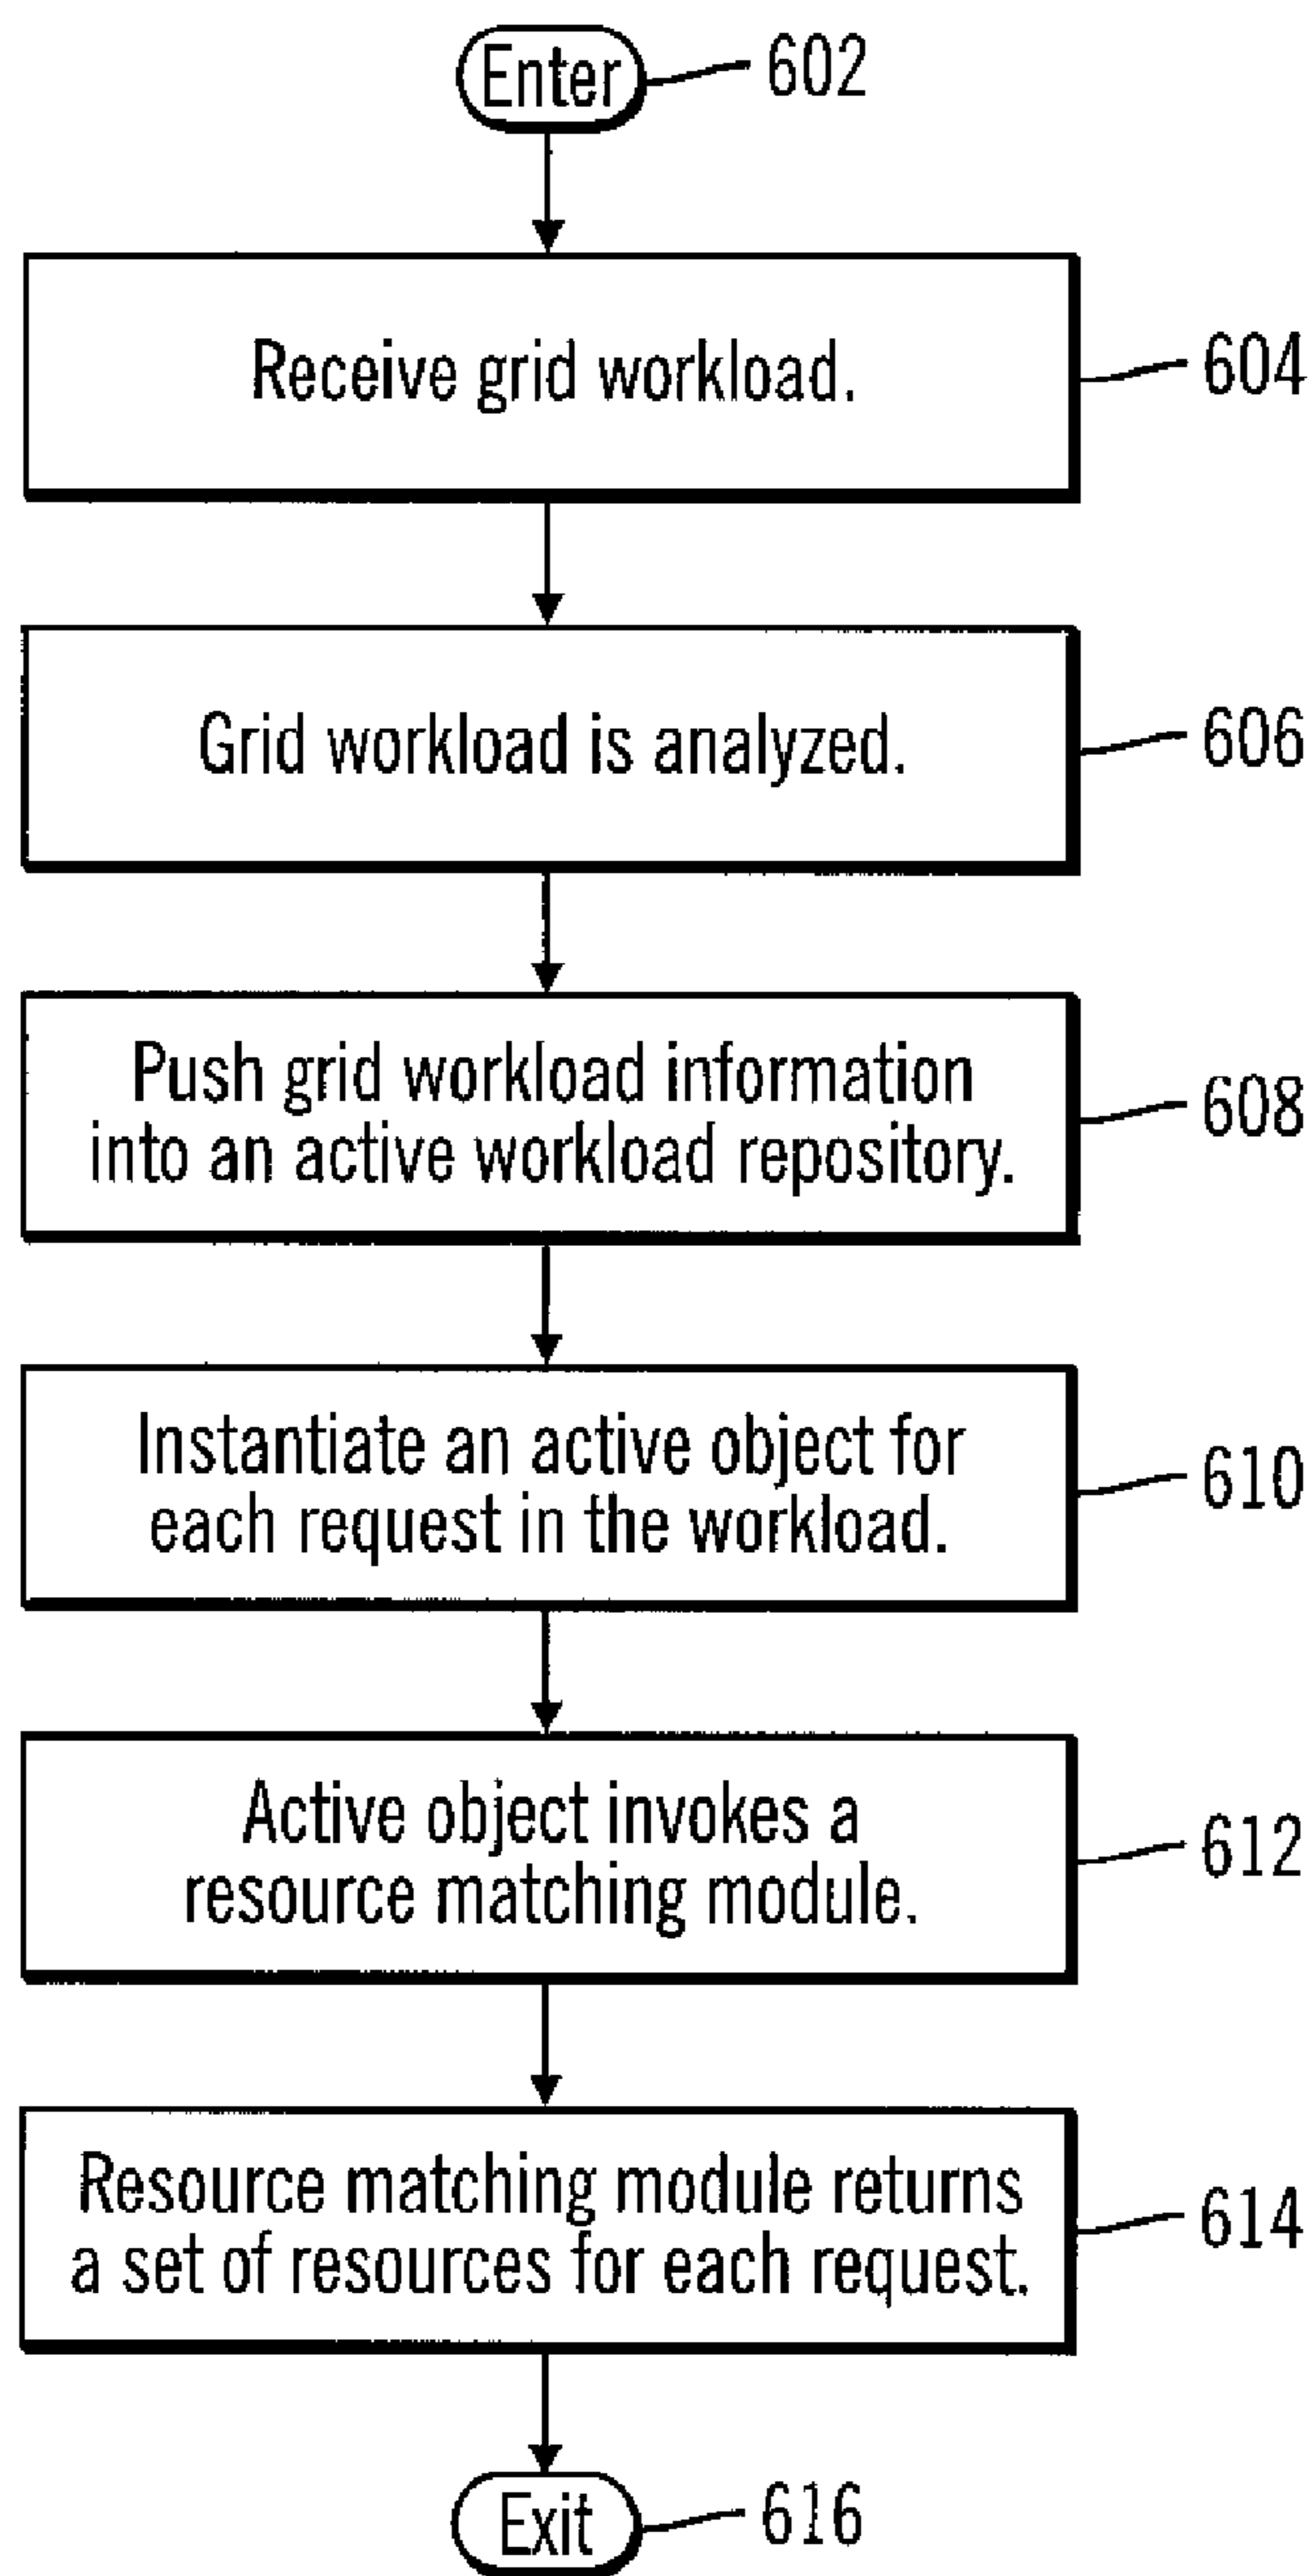 Enter
602
Receive grid workload.
604
Grid workload is analyzed.
606
Push grid workload information
into an active workload repository.
608
Instantiate an active object for
each request in the workload.
610
Active object invokes a
resource matching module.
612
Resource matching module returns
a set of resources for each request.
614
Exit
616